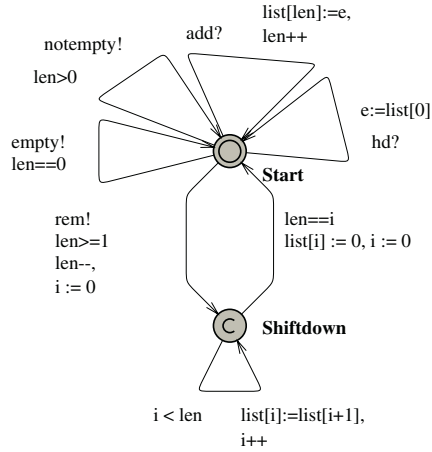 list[len]:=e,
add?
len++
notempty!
len>0
e:=list[0]
hd?
empty!
len==0
Start
rem!
len>=1
len--,
i := 0
len==i
list[i] := 0, i := 0
C
Shiftdown
i < len
list[i]:=list[i+1],
i++